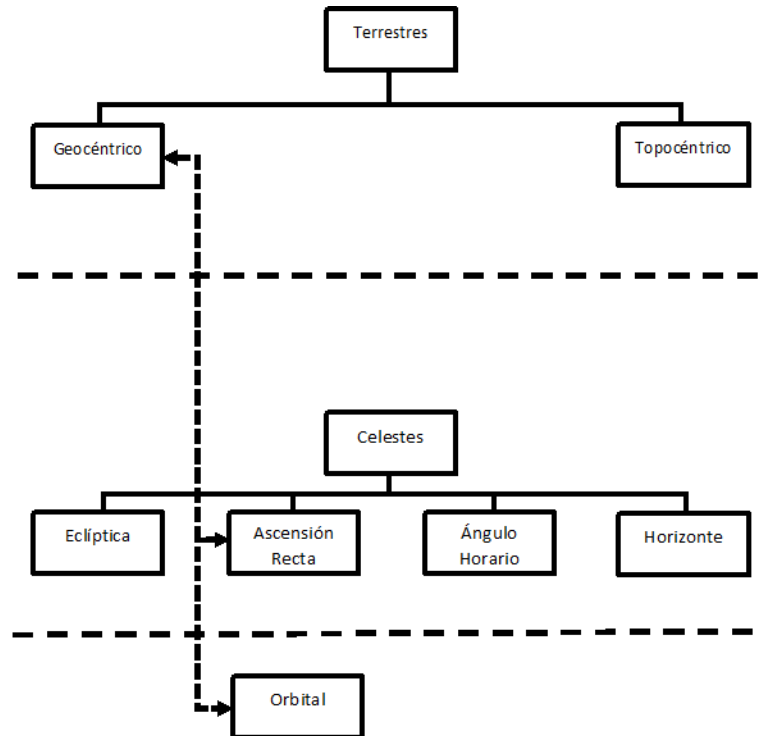 Terrestres
Geocéntrico
Topocéntrico
Celestes
Eclíptica
Ascensión
Recta
Ángulo
Horario
Horizonte
Orbital